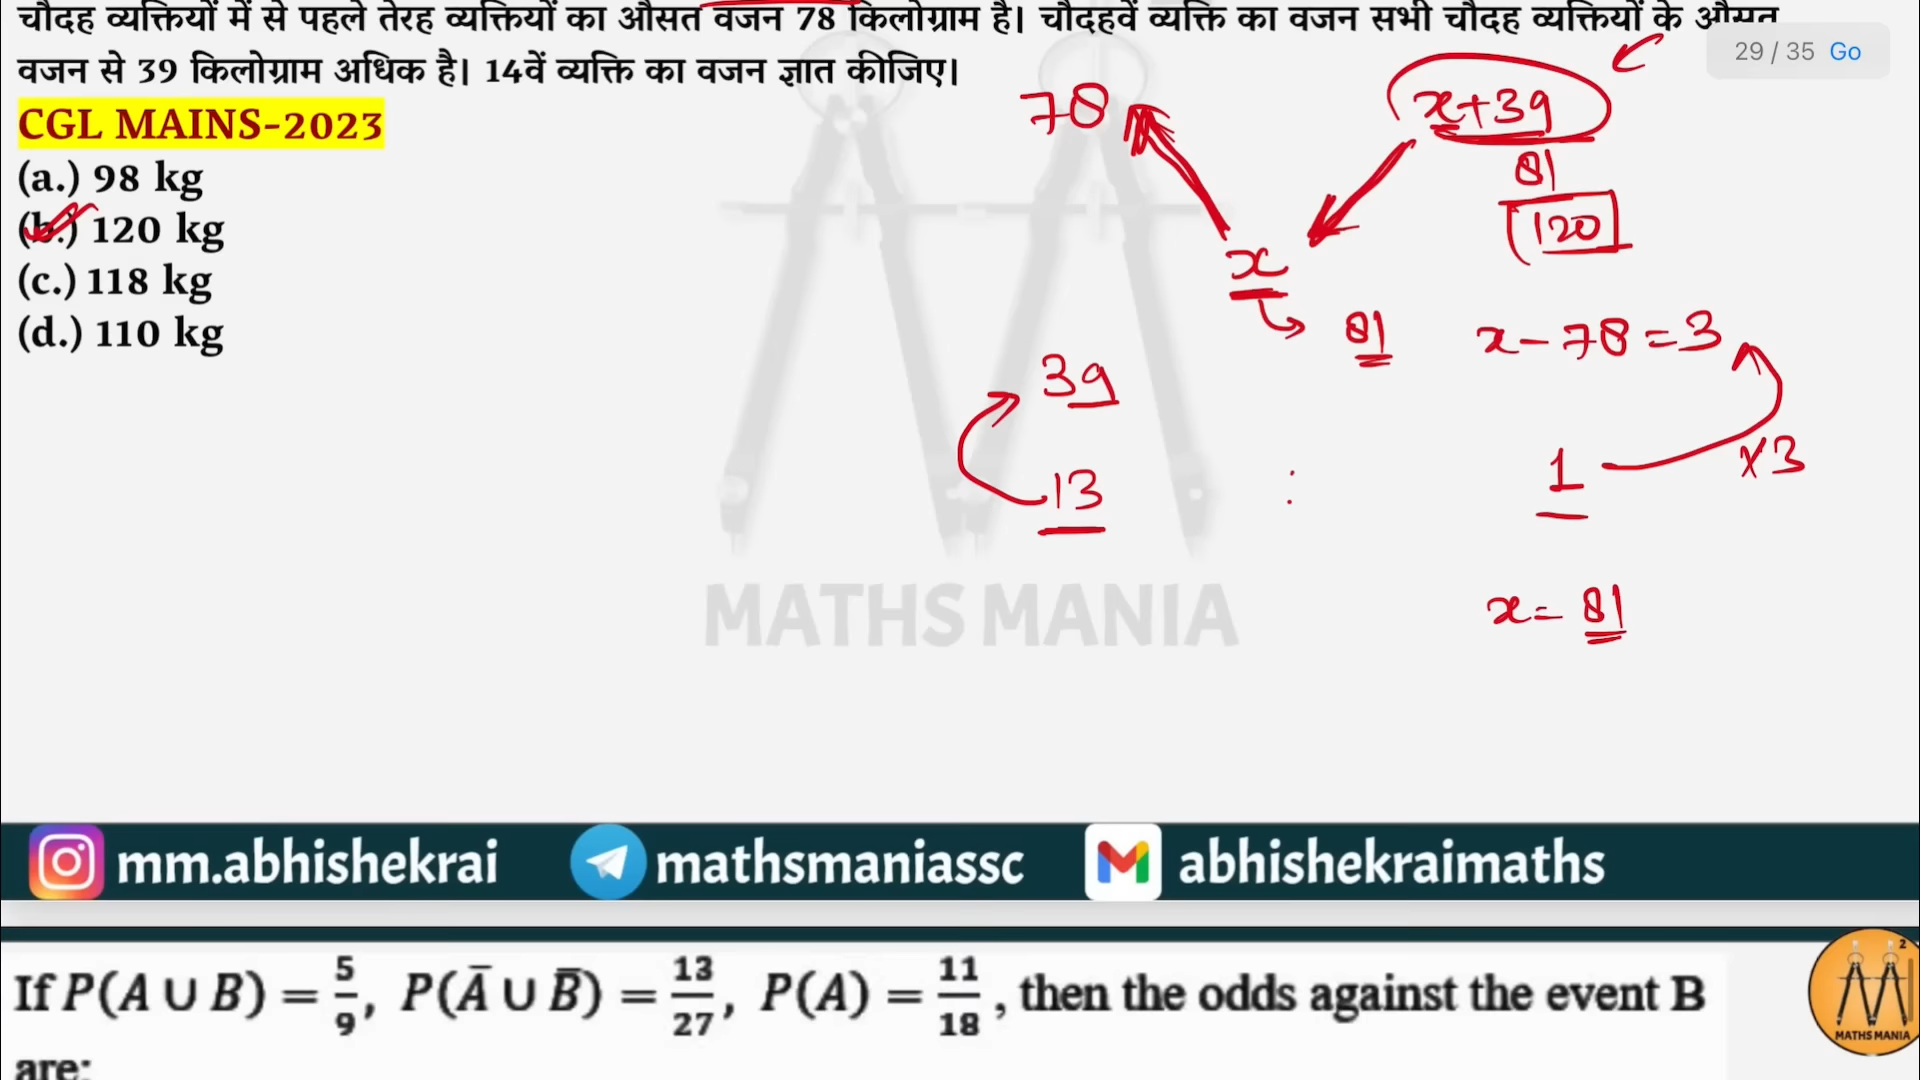 चौदह व्यक्तियों में से पहले तेरह व्यक्तियों का औसत वजन 78 किलोग्राम है। चौदहवें व्यक्ति का वजन सभी चौदह व्यक्तियों के औसत
वजन से 39 किलोग्राम अधिक है। 14वें व्यक्ति का वजन ज्ञात कीजिए।
29 / 35 Go
CGL MAINS-2023
(a.) 98 kg
(b.) 120 kg
(c.) 118 kg
(d.) 110 kg
78
x+39
81
120
x
81
x-78=3
39
13 : 1
×3
x= 81
MATHS MANIA
mm.abhishekrai mathsmaniassc abhishekraimaths
If P(A ∪ B) = 5/9, P(Ā ∪ B̄) = 13/27, P(A) = 11/18, then the odds against the event B
are:
2
MATHS MANIA